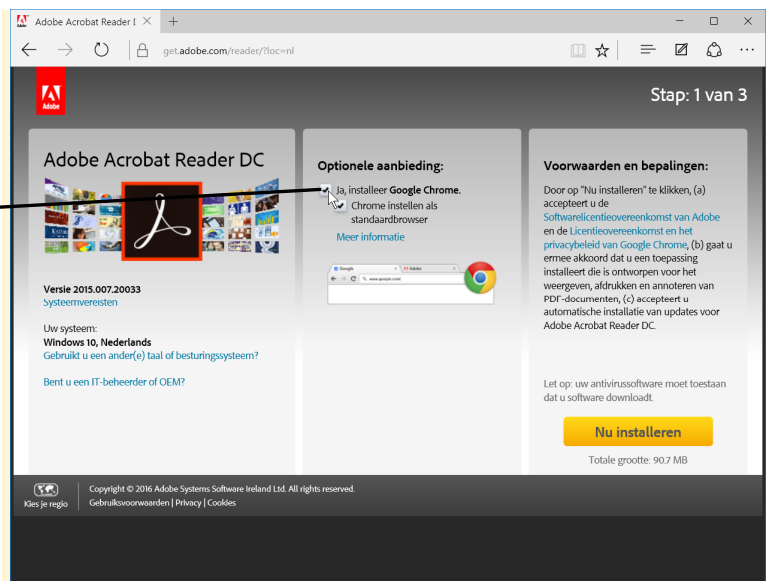 Adobe Acrobat Reader [
get.adobe.com/reader/?loc=nl
Adobe
Stap: 1 van 3
Adobe Acrobat Reader DC
Versie 2015.007.20033
Systeemvereisten
Uw systeem:
Windows 10, Nederlands
Gebruikt u een ander(e) taal of besturingssysteem?
Bent u een IT-beheerder of OEM?
Optionele aanbieding:
Ja, installeer Google Chrome.
Chrome instellen als
standaardbrowser
Meer informatie
Google
Adobe
www.google.com
Voorwaarden en bepalingen:
Door op "Nu installeren" te klikken, (a)
accepteert u de
Softwarelicentieovereenkomst van Adobe
en de Licentieovereenkomst en het
privacybeleid van Google Chrome, (b) gaat u
ermee akkoord dat u een toepassing
installeert die is ontworpen voor het
weergeven, afdrukken en annoteren van
PDF-documenten, (c) accepteert u
automatische installatie van updates voor
Adobe Acrobat Reader DC.
Let op: uw antivirussoftware moet toestaan
dat u software downloadt.
Nu installeren
Totale grootte: 90.7 MB
Kies je regio
Copyright © 2016 Adobe Systems Software Ireland Ltd. All rights reserved.
Gebruiksvoorwaarden | Privacy | Cookies